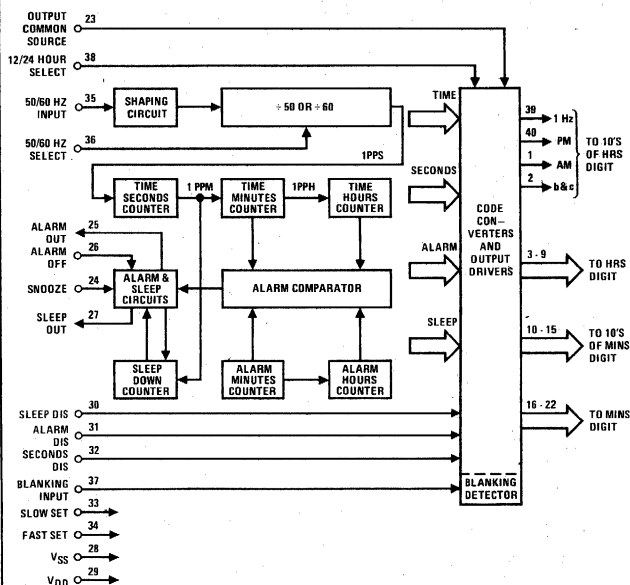 OUTPUT
COMMON
SOURCE
23
12/24 HOUR
SELECT
38
50/60 HZ
INPUT
35
SHAPING
CIRCUIT
÷ 50 OR ÷ 60
50/60 HZ
SELECT
36
1PPS
TIME
SECONDS
COUNTER
1 PPM
TIME
MINUTES
COUNTER
1PPH
TIME
HOURS
COUNTER
ALARM
OUT
25
ALARM
OFF
26
SNOOZE
24
SLEEP
OUT
27
ALARM &
SLEEP
CIRCUITS
ALARM COMPARATOR
SLEEP
DOWN
COUNTER
ALARM
MINUTES
COUNTER
ALARM
HOURS
COUNTER
TIME
SECONDS
ALARM
SLEEP
CODE
CON-
VERTERS
AND
OUTPUT
DRIVERS
BLANKING
DETECTOR
39
1 Hz
40
PM
1
AM
2
b&c
TO 10'S
OF HRS
DIGIT
3 - 9
TO HRS
DIGIT
10 - 15
TO 10'S
OF MINS
DIGIT
16 - 22
TO MINS
DIGIT
SLEEP DIS
30
ALARM
DIS
31
SECONDS
DIS
32
BLANKING
INPUT
37
SLOW SET
33
FAST SET
34
VSS
28
VDD
29